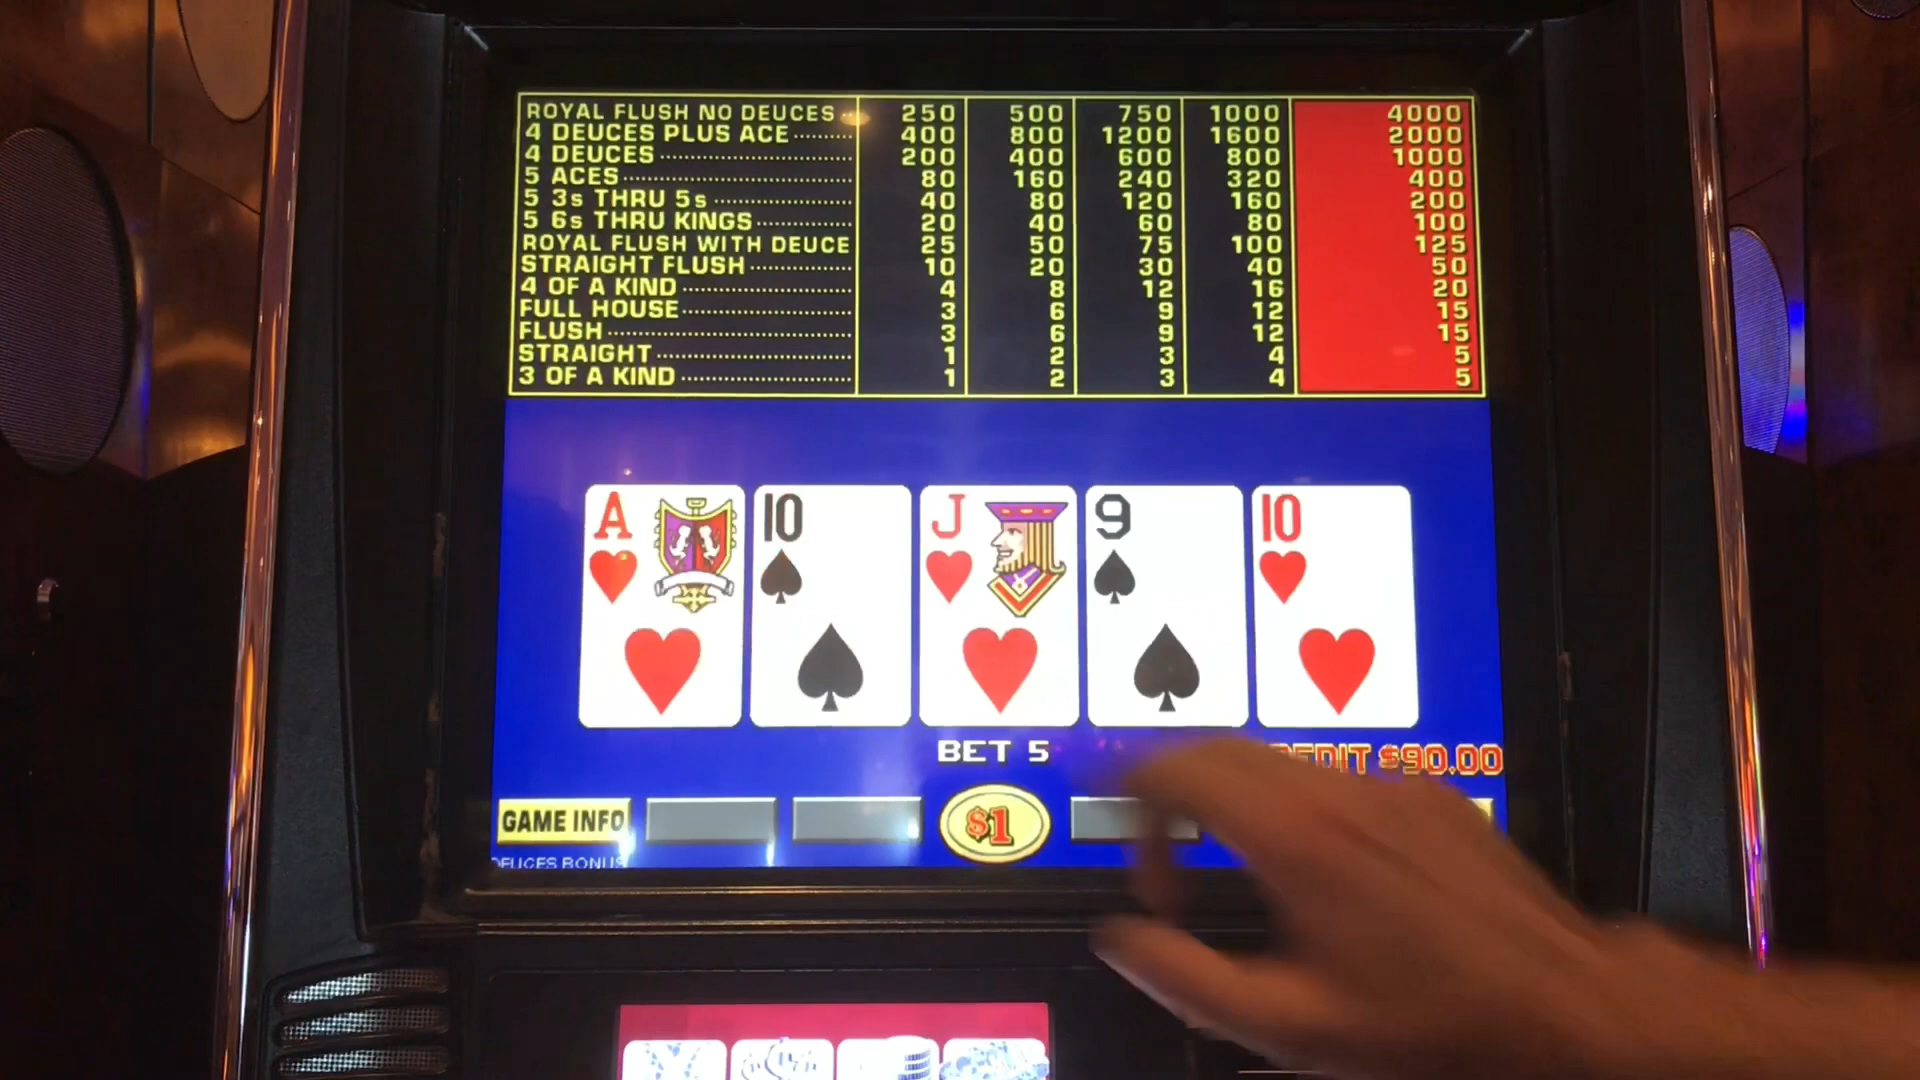 ROYAL FLUSH NO DEUCES 250 500 750 1000 4000
4 DEUCES PLUS ACE 400 800 1200 1600 2000
4 DEUCES 200 400 600 800 1000
5 ACES 80 160 240 320 400
5 3s THRU 5s 40 80 120 160 200
5 6s THRU KINGS 20 40 60 80 100
ROYAL FLUSH WITH DEUCE 25 50 75 100 125
STRAIGHT FLUSH 10 20 30 40 50
4 OF A KIND 4 8 12 16 20
FULL HOUSE 3 6 9 12 15
FLUSH 3 6 9 12 15
STRAIGHT 1 2 3 4 5
3 OF A KIND 1 2 3 4 5
A 10 J 9 10
BET 5 EDIT $90.00
GAME INFO $1
DEUCES BONUS